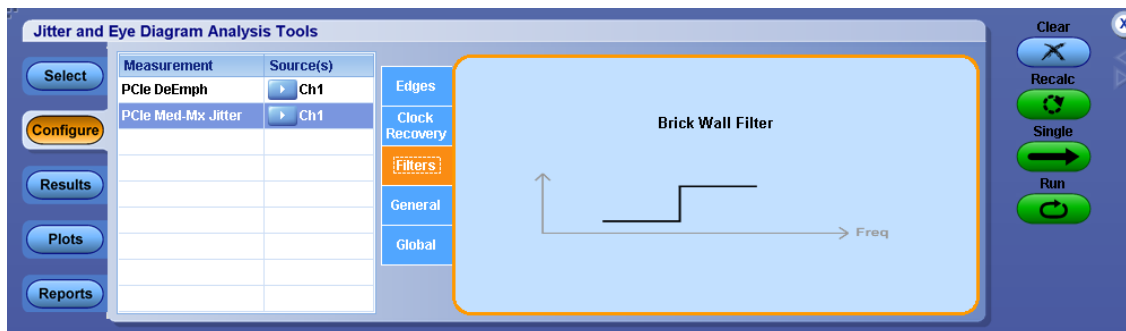 Jitter and Eye Diagram Analysis Tools
Select
Configure
Results
Plots
Reports
Measurement Source(s)
PCIe DeEmph Ch1
PCIe Med-Mx Jitter Ch1
Edges
Clock
Recovery
Filters
General
Global
Brick Wall Filter
Freq
Clear
Recalc
Single
Run